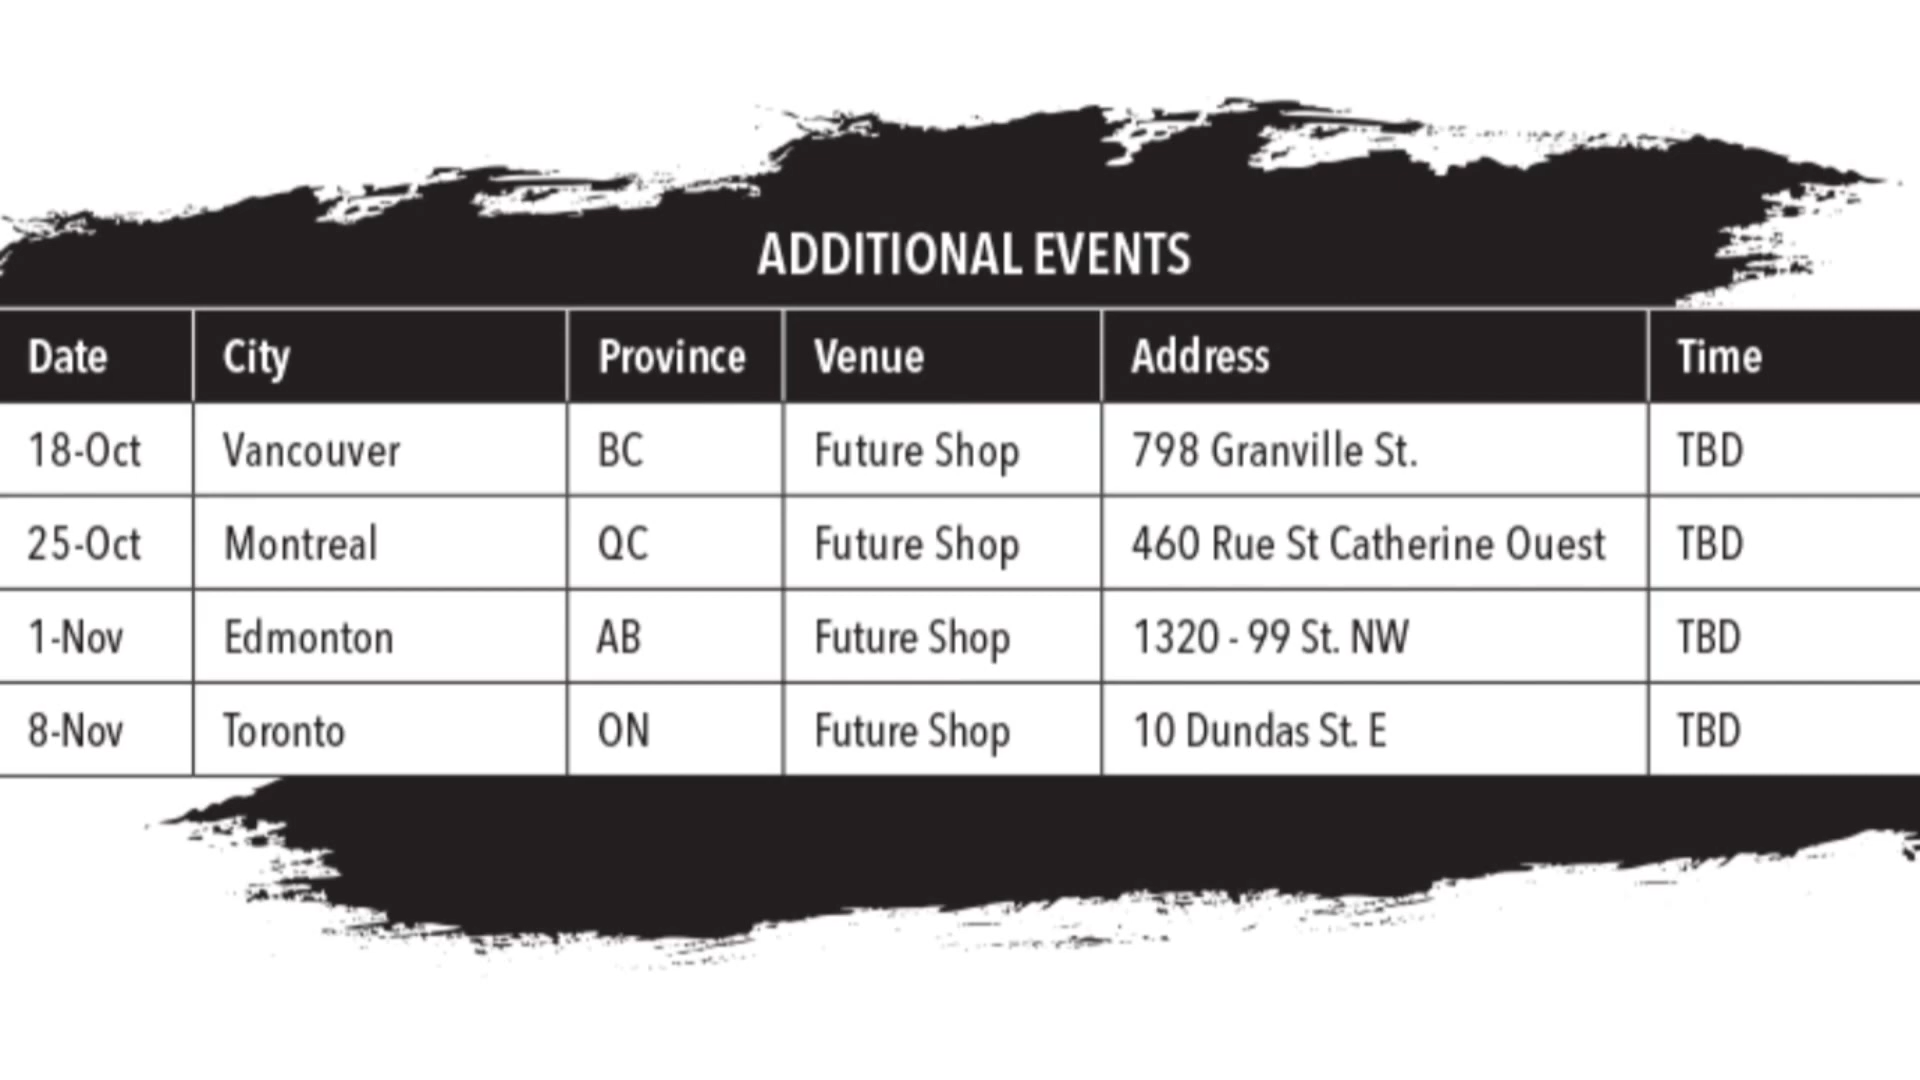 ADDITIONAL EVENTS
Date City Province Venue Address Time
18-Oct Vancouver BC Future Shop 798 Granville St. TBD
25-Oct Montreal QC Future Shop 460 Rue St Catherine Ouest TBD
1-Nov Edmonton AB Future Shop 1320 - 99 St. NW TBD
8-Nov Toronto ON Future Shop 10 Dundas St. E TBD